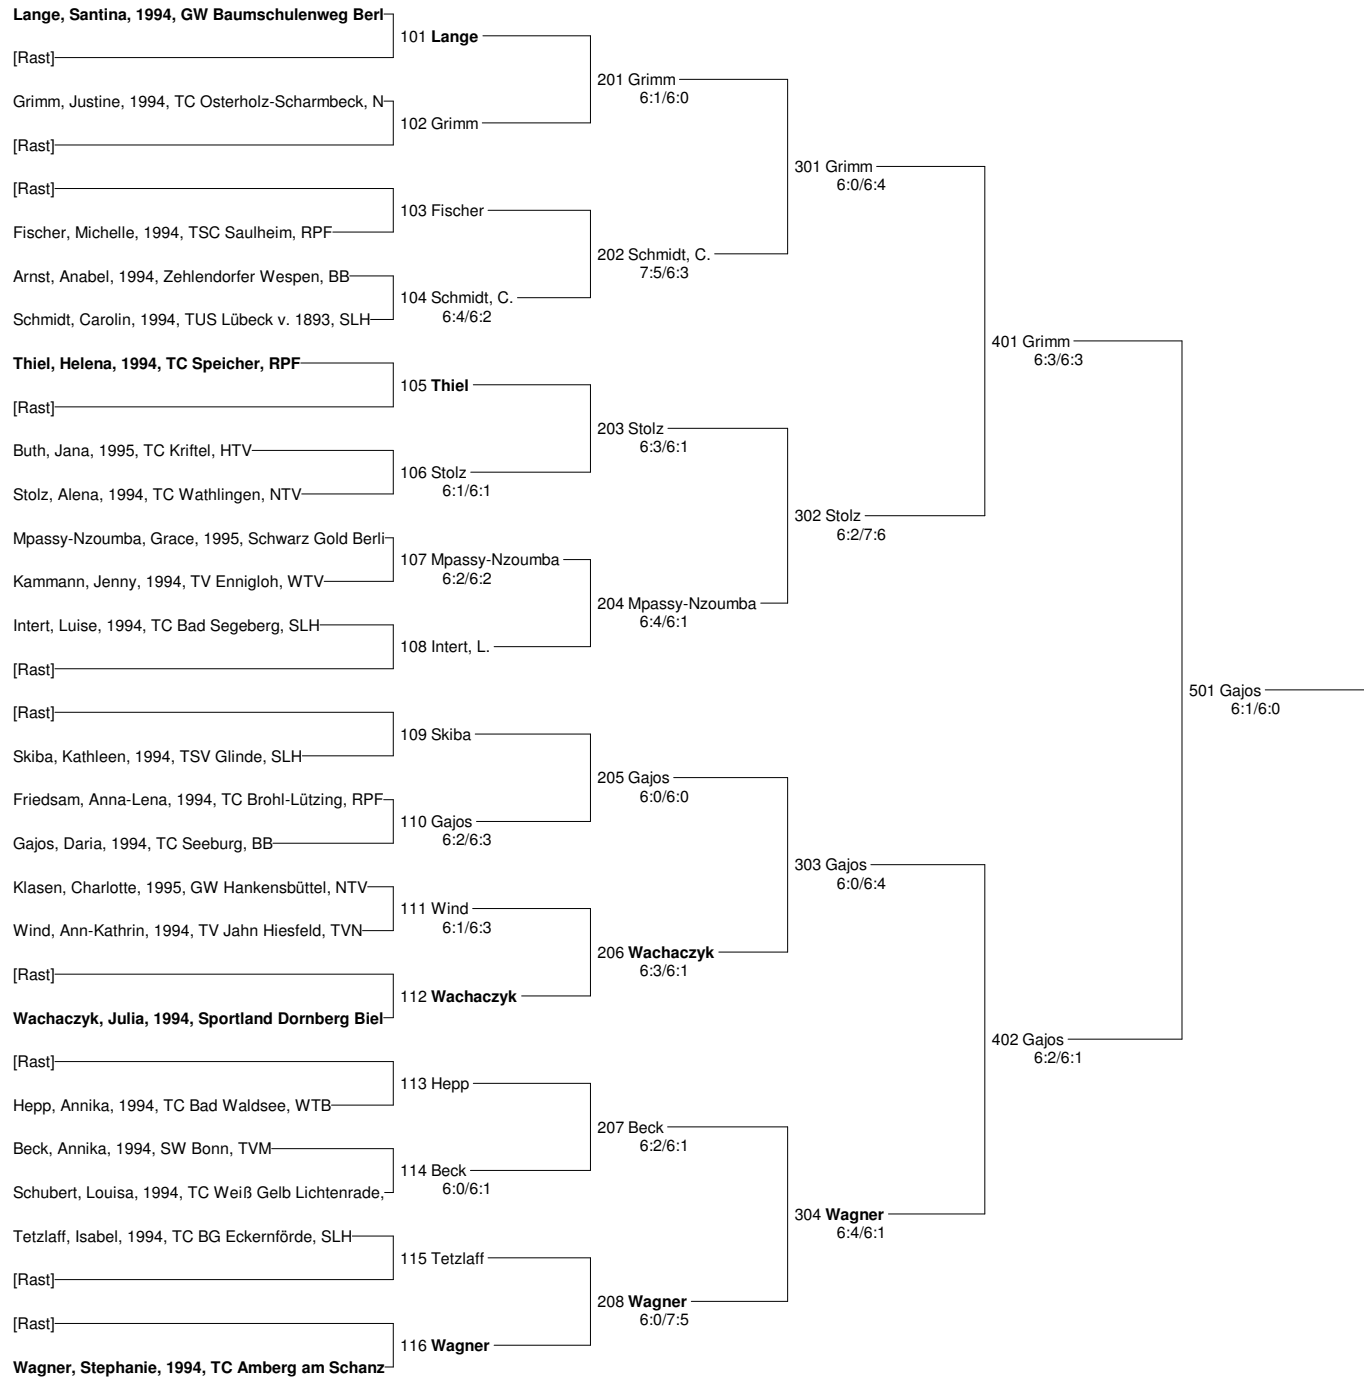 Lange, Santina, 1994, GW Baumschulenweg Berl
[Rast]
Grimm, Justine, 1994, TC Osterholz-Scharmbeck, N
[Rast]
[Rast]
Fischer, Michelle, 1994, TSC Saulheim, RPF
Arnst, Anabel, 1994, Zehlendorfer Wespen, BB
Schmidt, Carolin, 1994, TUS Lübeck v. 1893, SLH
Thiel, Helena, 1994, TC Speicher, RPF
[Rast]
Buth, Jana, 1995, TC Kriftel, HTV
Stolz, Alena, 1994, TC Wathlingen, NTV
Mpassy-Nzoumba, Grace, 1995, Schwarz Gold Berli
Kammann, Jenny, 1994, TV Ennigloh, WTV
Intert, Luise, 1994, TC Bad Segeberg, SLH
[Rast]
[Rast]
Skiba, Kathleen, 1994, TSV Glinde, SLH
Friedsam, Anna-Lena, 1994, TC Brohl-Lützing, RPF
Gajos, Daria, 1994, TC Seeburg, BB
Klasen, Charlotte, 1995, GW Hankensbüttel, NTV
Wind, Ann-Kathrin, 1994, TV Jahn Hiesfeld, TVN
[Rast]
Wachaczyk, Julia, 1994, Sportland Dornberg Biel
[Rast]
Hepp, Annika, 1994, TC Bad Waldsee, WTB
Beck, Annika, 1994, SW Bonn, TVM
Schubert, Louisa, 1994, TC Weiß Gelb Lichtenrade,
Tetzlaff, Isabel, 1994, TC BG Eckernförde, SLH
[Rast]
[Rast]
Wagner, Stephanie, 1994, TC Amberg am Schanz
101 Lange
102 Grimm
103 Fischer
104 Schmidt, C.
6:4/6:2
105 Thiel
106 Stolz
6:1/6:1
107 Mpassy-Nzoumba
6:2/6:2
108 Intert, L.
109 Skiba
110 Gajos
6:2/6:3
111 Wind
6:1/6:3
112 Wachaczyk
113 Hepp
114 Beck
6:0/6:1
115 Tetzlaff
116 Wagner
201 Grimm
6:1/6:0
202 Schmidt, C.
7:5/6:3
203 Stolz
6:3/6:1
204 Mpassy-Nzoumba
6:4/6:1
205 Gajos
6:0/6:0
206 Wachaczyk
6:3/6:1
207 Beck
6:2/6:1
208 Wagner
6:0/7:5
301 Grimm
6:0/6:4
302 Stolz
6:2/7:6
303 Gajos
6:0/6:4
304 Wagner
6:4/6:1
401 Grimm
6:3/6:3
402 Gajos
6:2/6:1
501 Gajos
6:1/6:0